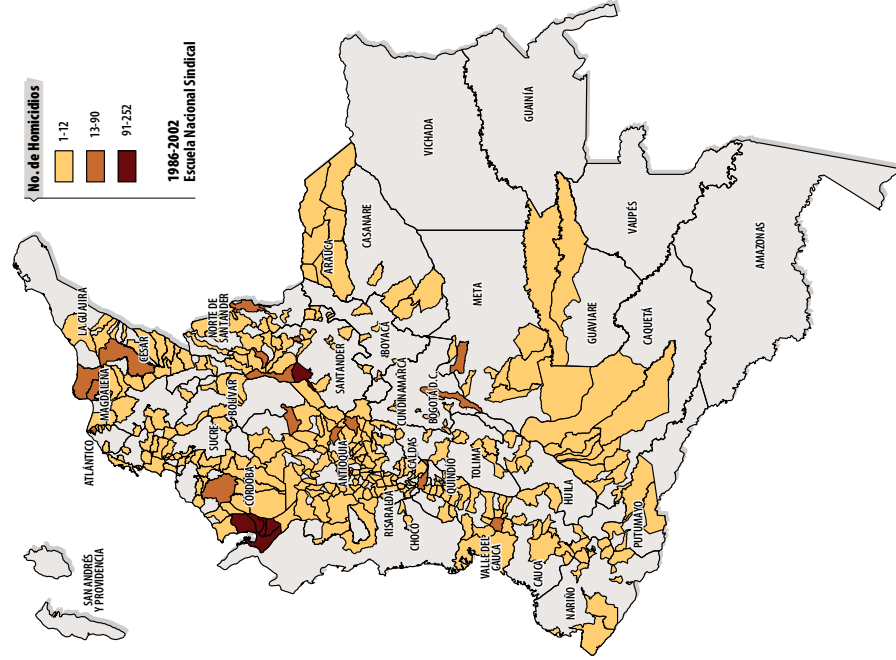 No. de Homicidios
1-12
13-90
91-252
1986-2002
Escuela Nacional Sindical
SAN ANDRÉS
Y PROVIDENCIA
LA GUAJIRA
ATLÁNTICO
MAGDALENA
CESAR
SUCRE
BOLÍVAR
NORTE DE
SANTANDER
CÓRDOBA
ANTIOQUIA
SANTANDER
ARAUCA
CASANARE
BOYACÁ
VICHADA
CHOCÓ
RISARALDA
CALDAS
CUNDINAMARCA
BOGOTÁ D.C.
QUINDÍO
TOLIMA
META
GUAINÍA
VALLE DEL
CAUCA
CAUCA
HUILA
GUAVIARE
VAUPÉS
NARIÑO
PUTUMAYO
CAQUETÁ
AMAZONAS